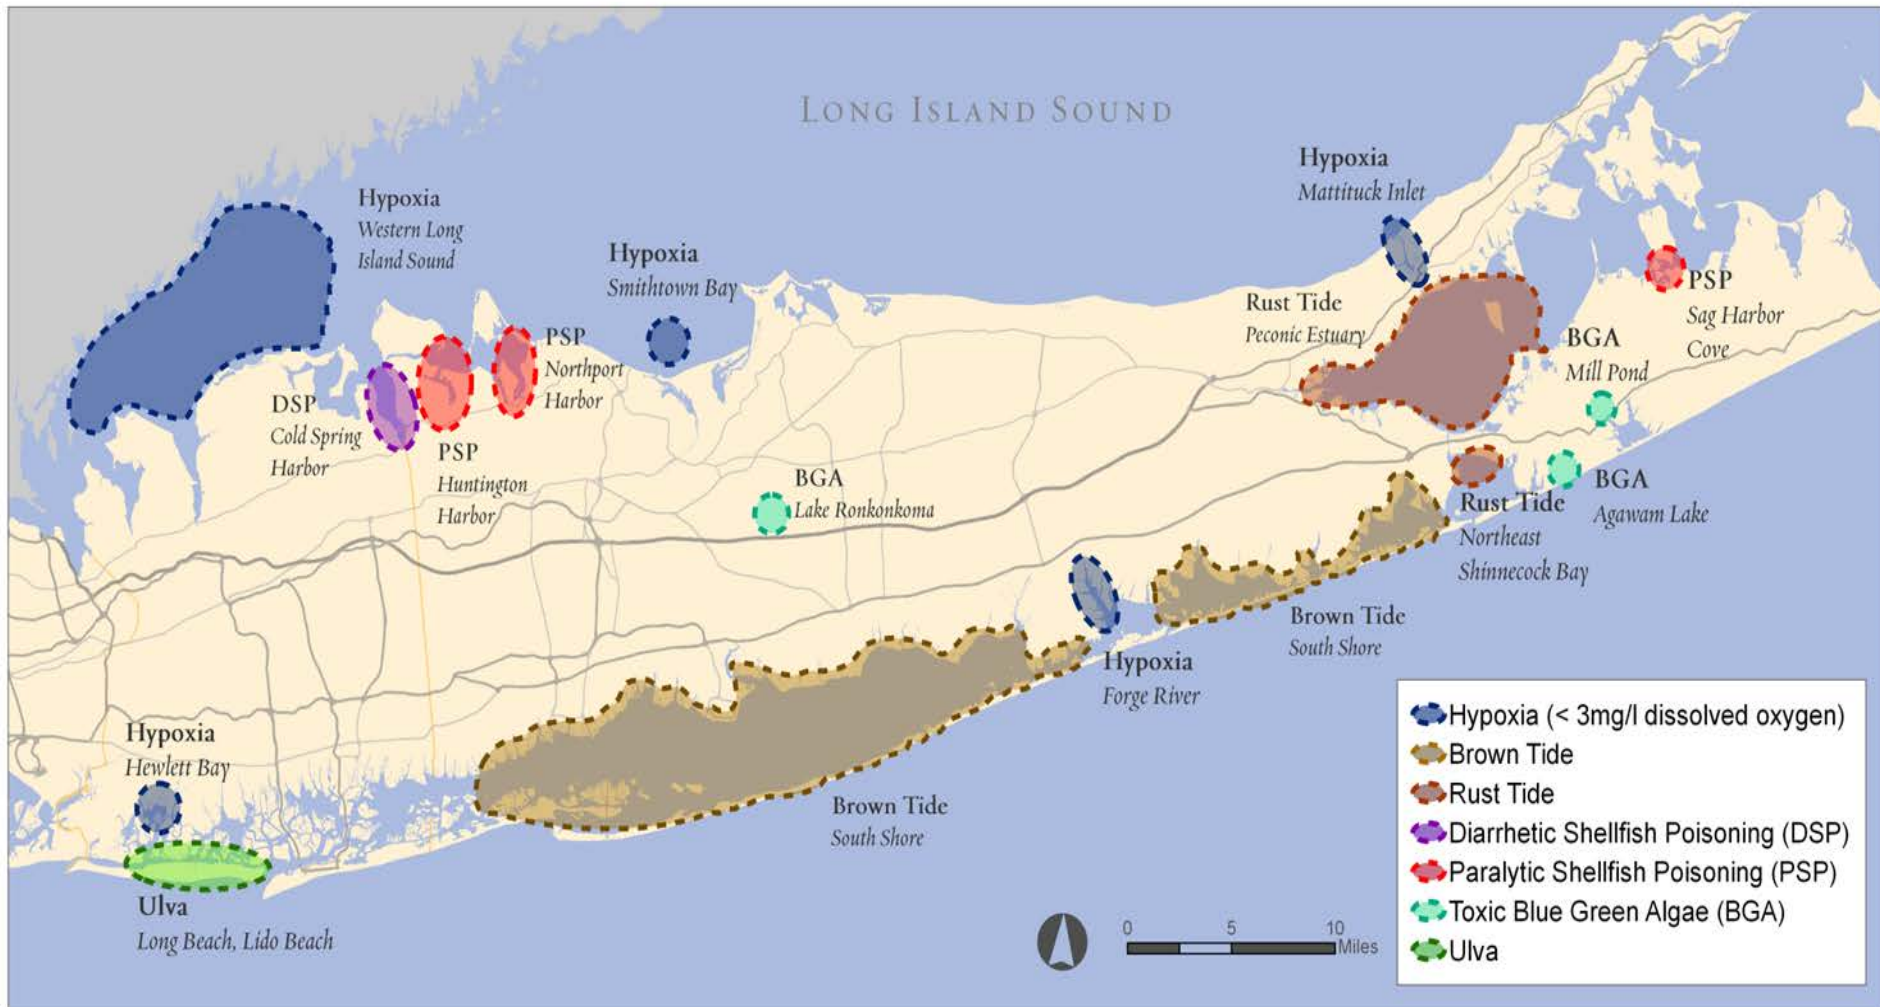 LONG ISLAND SOUND
Hypoxia
Mattituck Inlet
Hypoxia
Western Long
Island Sound
Hypoxia
Smithtown Bay
PSP
Sag Harbor
Cove
Rust Tide
Peconic Estuary
BGA
Mill Pond
PSP
Northport
Harbor
DSP
Cold Spring
Harbor
PSP
Huntington
Harbor
BGA
Lake Ronkonkoma
BGA
Agawam Lake
Rust Tide
Northeast
Shinnecock Bay
Brown Tide
South Shore
Hypoxia
Forge River
Hypoxia
Hewlett Bay
Brown Tide
South Shore
Ulva
Long Beach, Lido Beach
0 5 10
Miles
Hypoxia (< 3mg/l dissolved oxygen)
Brown Tide
Rust Tide
Diarrhetic Shellfish Poisoning (DSP)
Paralytic Shellfish Poisoning (PSP)
Toxic Blue Green Algae (BGA)
Ulva